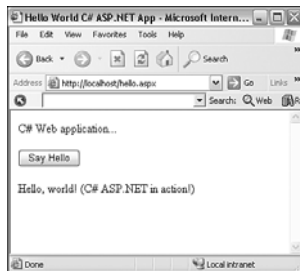 Hello World C# ASP.NET App - Microsoft Intern...
File Edit View Favorites Tools Help
Back Search
Address http://localhost/hello.aspx Go Links
Search: Web
C# Web application...
Say Hello
Hello, world! (C# ASP.NET in action!)
Done Local intranet